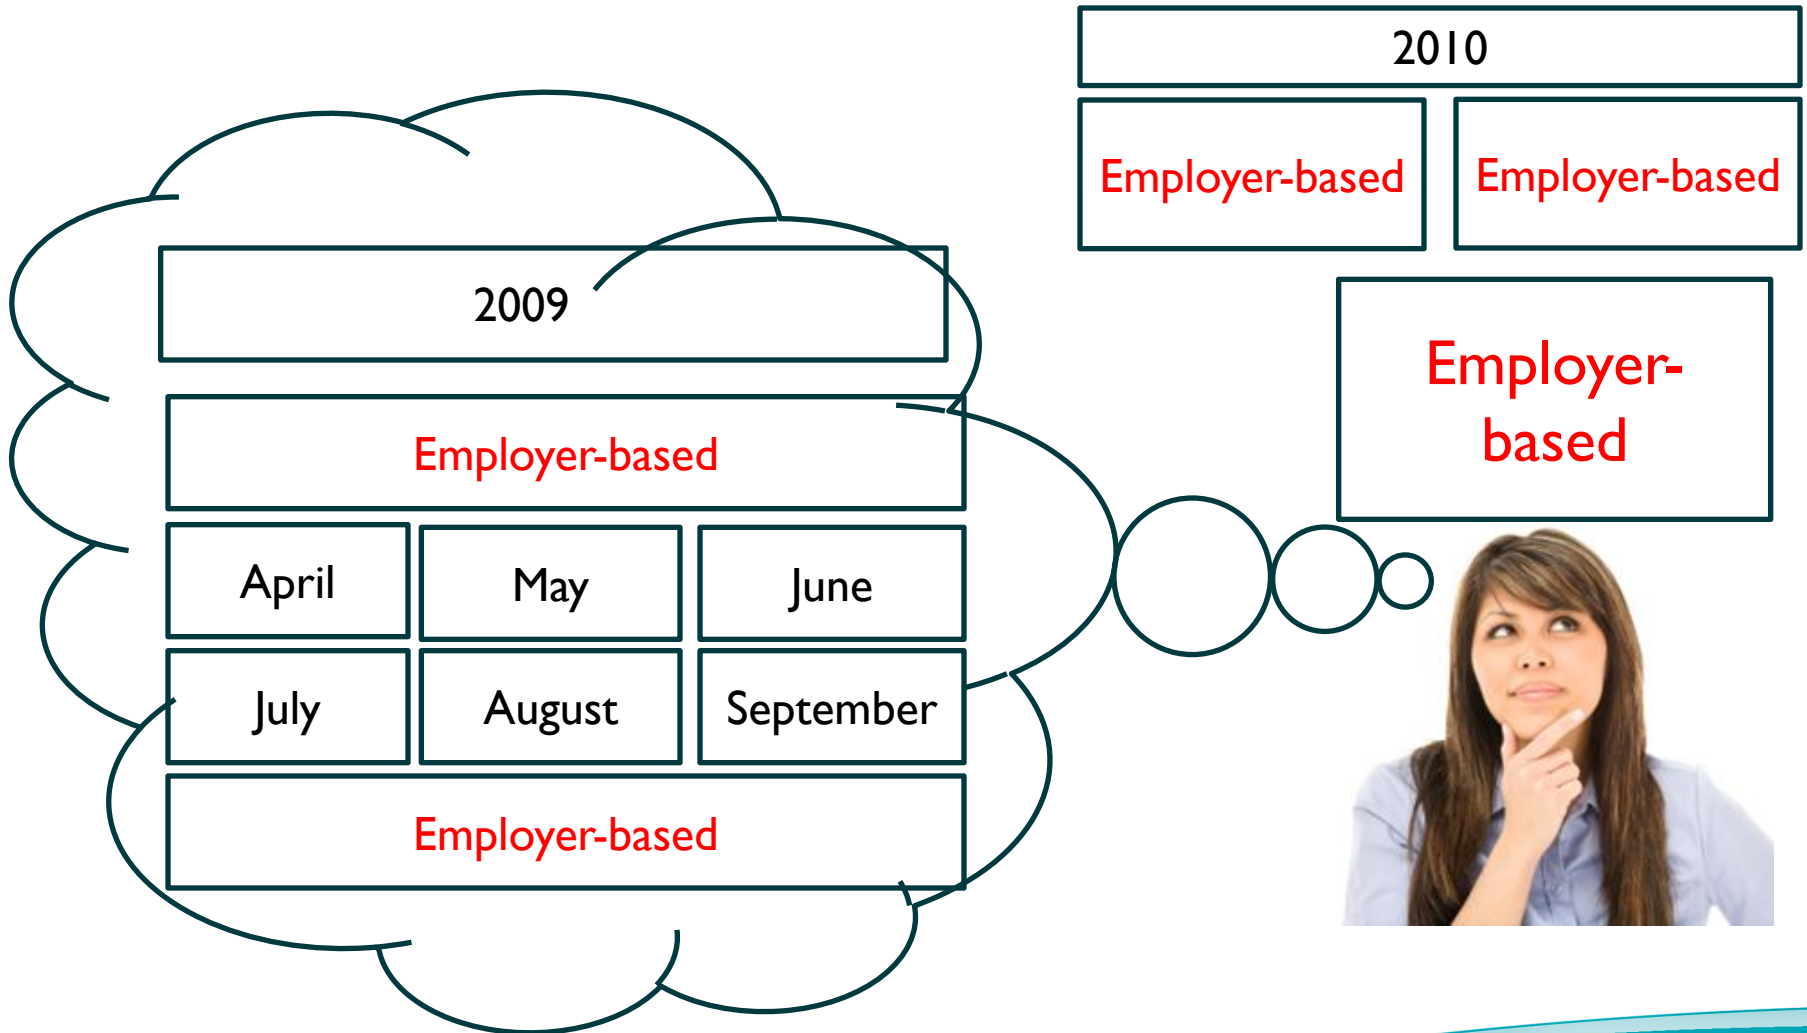 2010
Employer-based Employer-based
Employer-
based
2009
Employer-based
April May June
July August September
Employer-based